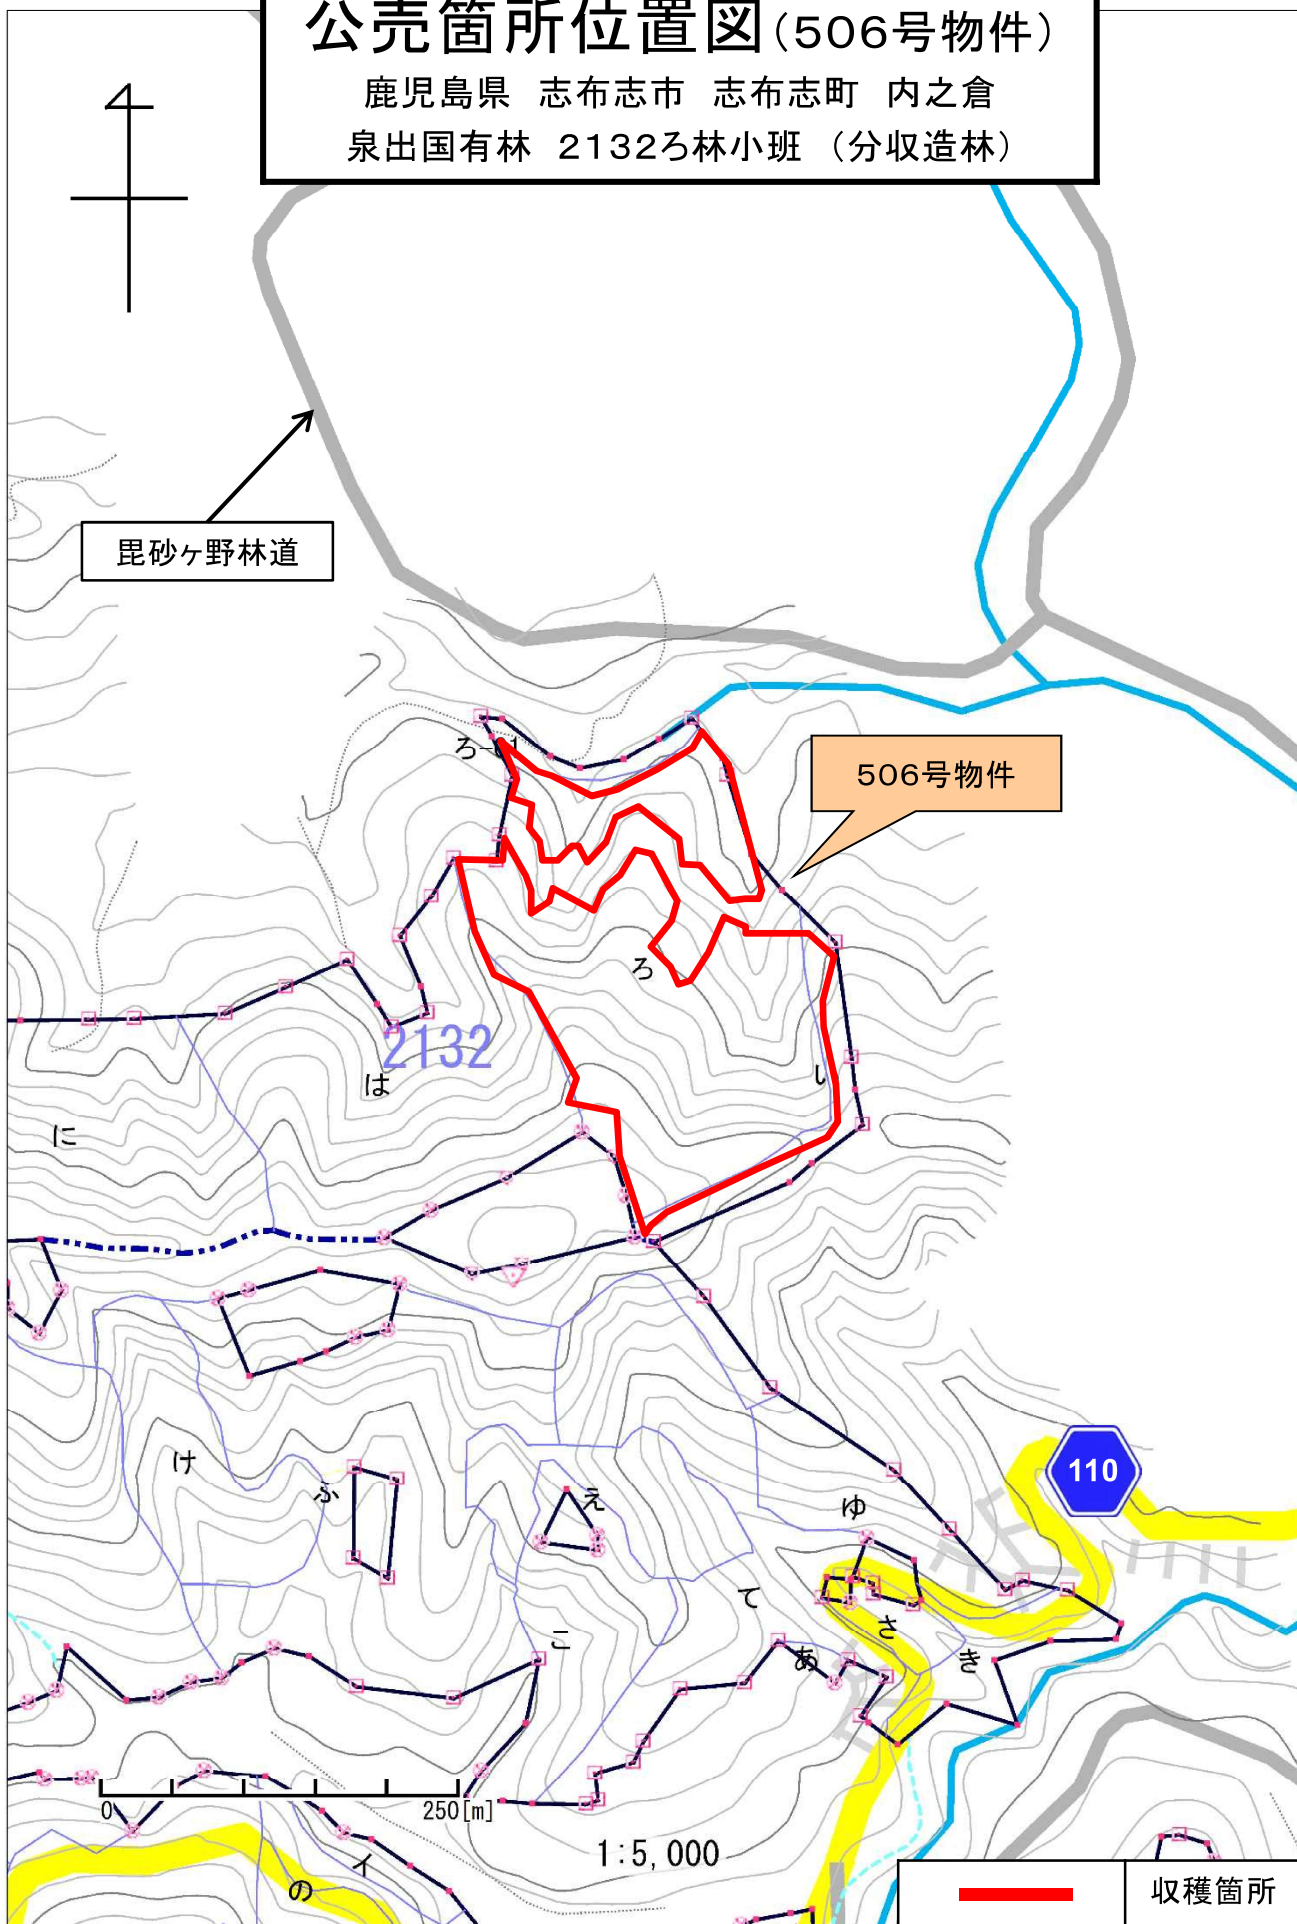 公売箇所位置図(506号物件)
鹿児島県 志布志市 志布志町 内之倉
泉出国有林 2132ろ林小班 （分収造林）
毘砂ヶ野林道
506号物件
ろ
ろ
2132
は
い
に
け
ふ
え
ゆ
110
て
さ
こ
あ
き
0
250[m]
1:5,000
イ
の
収穫箇所